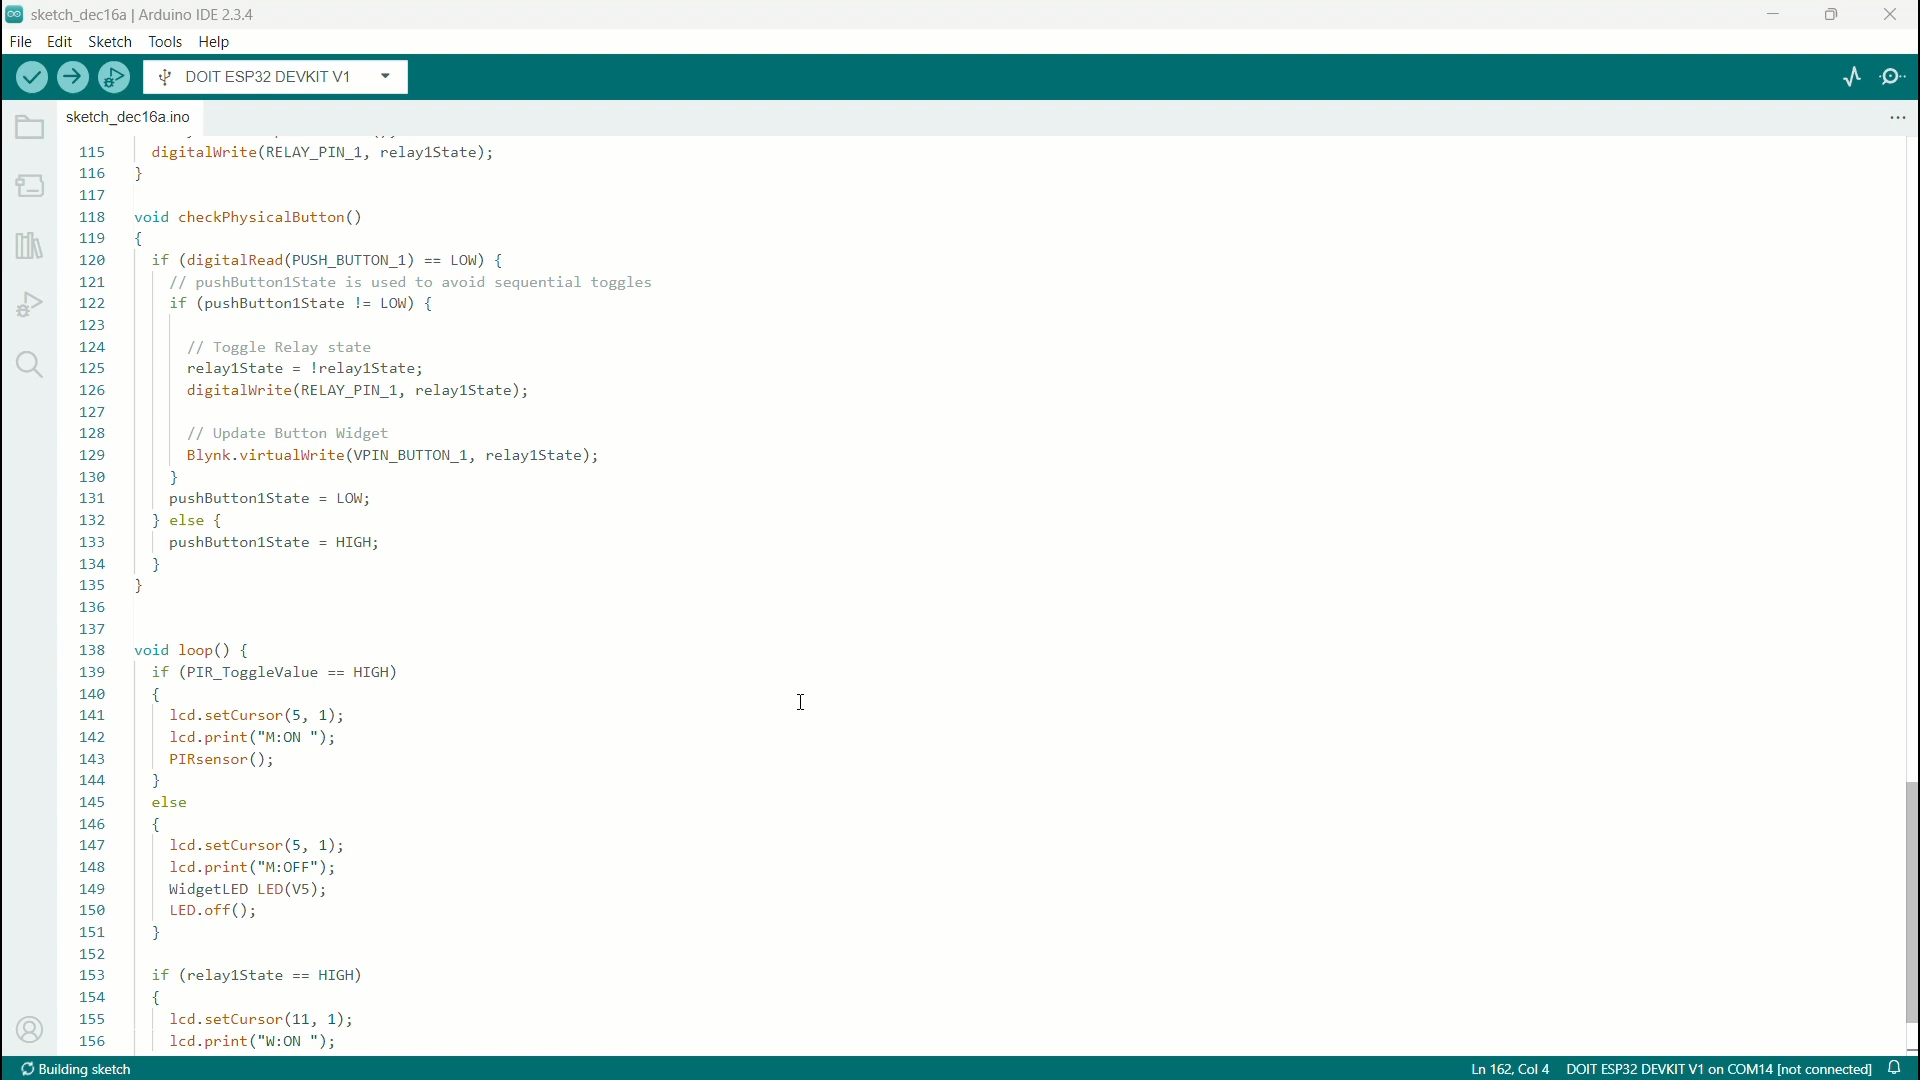 sketch_dec16a | Arduino IDE 2.3.4
File Edit Sketch Tools Help
DOIT ESP32 DEVKIT V1
sketch_dec16a.ino
115 digitalWrite(RELAY_PIN_1, relay1State);
116 }
117
118 void checkPhysicalButton()
119 {
120 if (digitalRead(PUSH_BUTTON_1) == LOW) {
121 // pushButton1State is used to avoid sequential toggles
122 if (pushButton1State != LOW) {
123
124 // Toggle Relay state
125 relay1State = !relay1State;
126 digitalWrite(RELAY_PIN_1, relay1State);
127
128 // Update Button Widget
129 Blynk.virtualWrite(VPIN_BUTTON_1, relay1State);
130 }
131 pushButton1State = LOW;
132 } else {
133 pushButton1State = HIGH;
134 }
135 }
136
137
138 void loop() {
139 if (PIR_ToggleValue == HIGH)
140 {
141 lcd.setCursor(5, 1);
142 lcd.print("M:ON ");
143 PIRsensor();
144 }
145 else
146 {
147 lcd.setCursor(5, 1);
148 lcd.print("M:OFF");
149 WidgetLED LED(V5);
150 LED.off();
151 }
152
153 if (relay1State == HIGH)
154 {
155 lcd.setCursor(11, 1);
156 lcd.print("W:ON ");
Building sketch
Ln 162, Col 4 DOIT ESP32 DEVKIT V1 on COM14 [not connected]